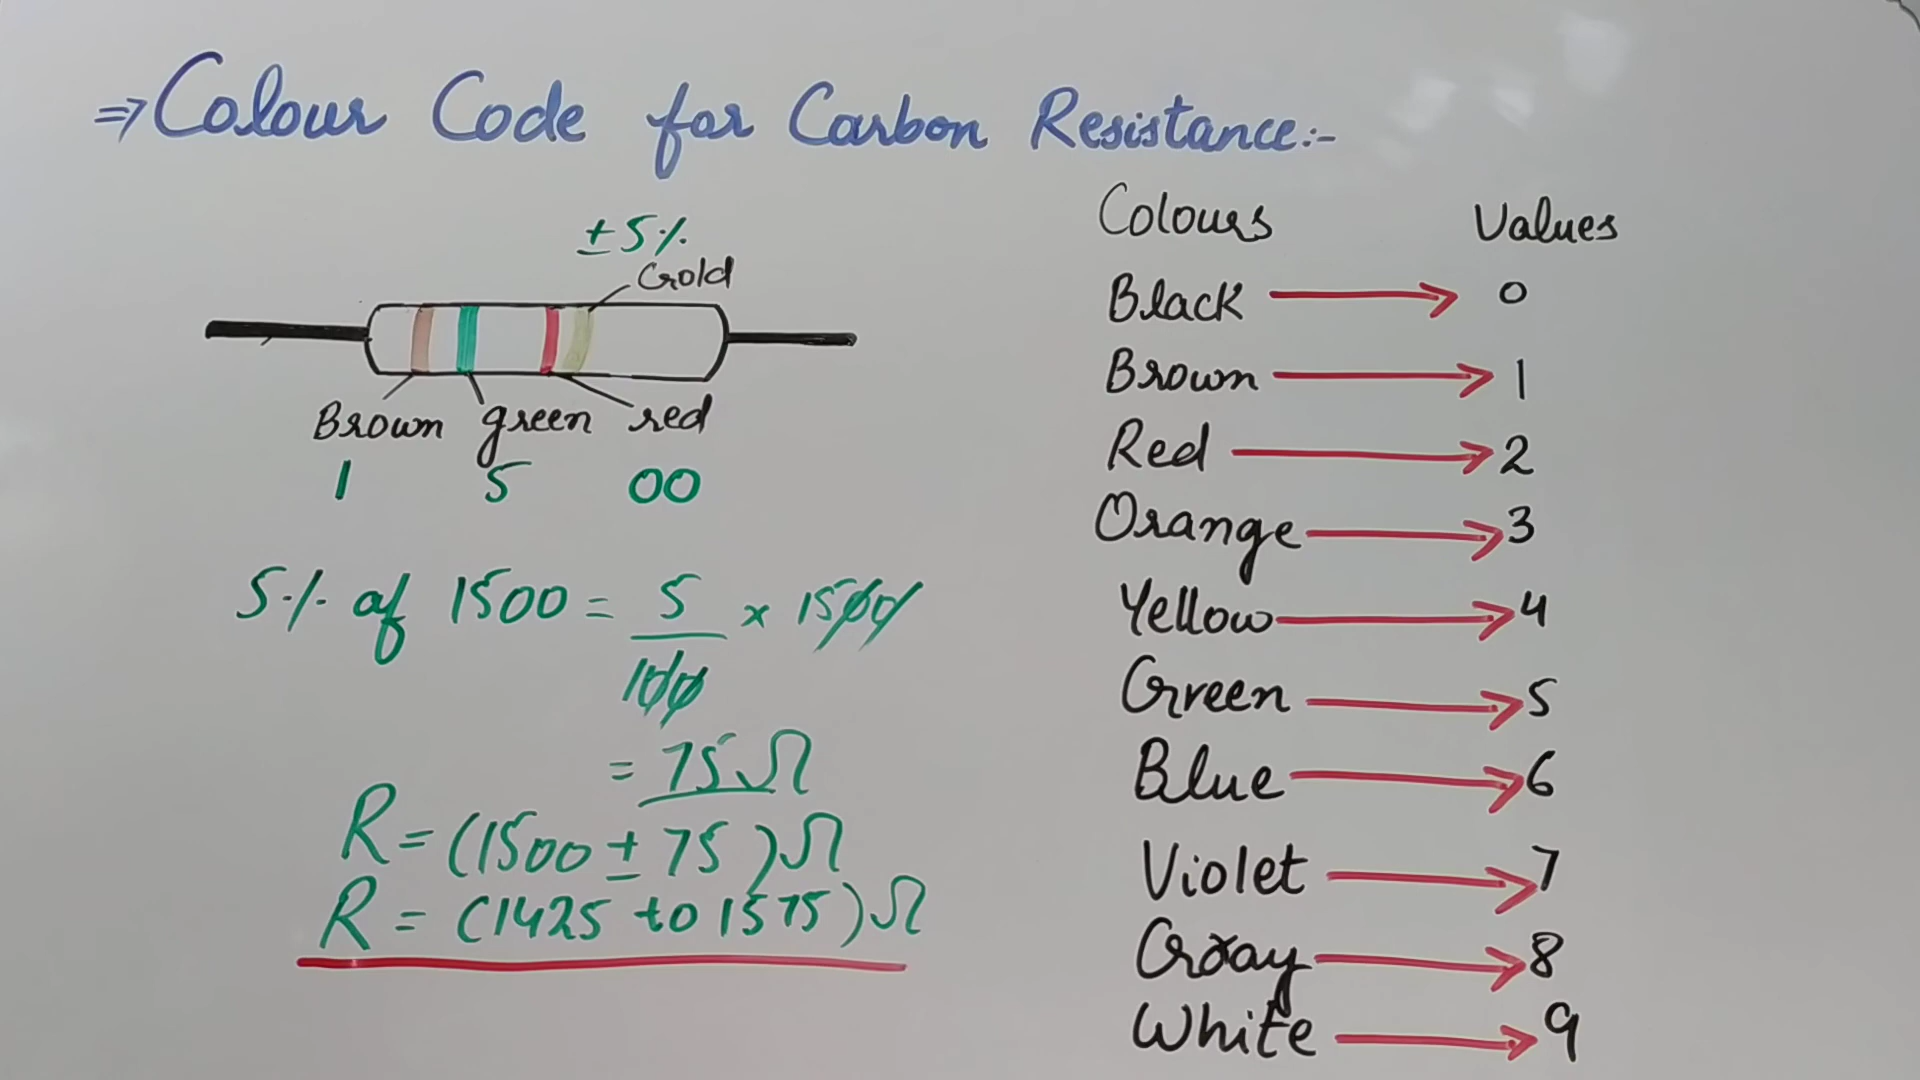 ⇒ Colour Code for Carbon Resistance:-
±5%
Gold
Brown green red
1 5 00
5% of 1500 = 5/100 × 1500
= 75Ω
R = (1500 ± 75)Ω
R = (1425 to 1575)Ω
Colours Values
Black → 0
Brown → 1
Red → 2
Orange → 3
Yellow → 4
Green → 5
Blue → 6
Violet → 7
Gray → 8
White → 9